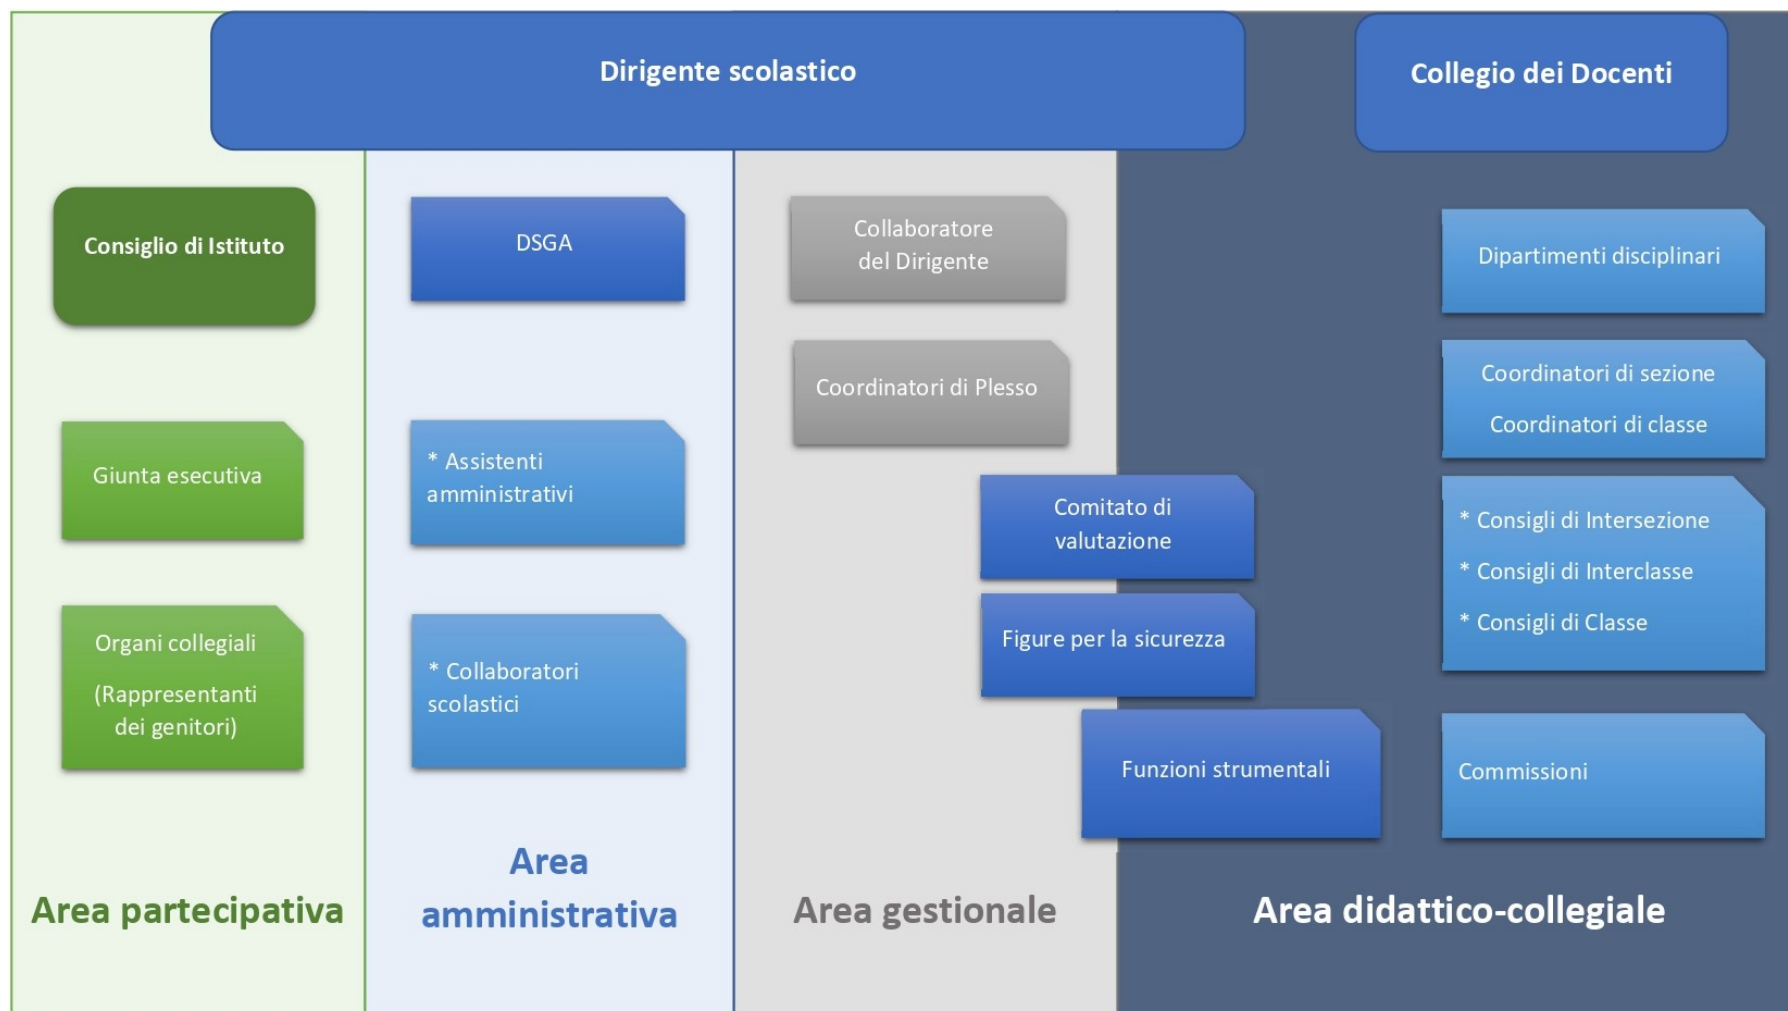 Dirigente scolastico
Collegio dei Docenti
Consiglio di Istituto
Giunta esecutiva
Organi collegiali
(Rappresentanti
dei genitori)
Area partecipativa
DSGA
* Assistenti
amministrativi
* Collaboratori
scolastici
Area
amministrativa
Collaboratore
del Dirigente
Coordinatori di Plesso
Comitato di
valutazione
Figure per la sicurezza
Funzioni strumentali
Area gestionale
Dipartimenti disciplinari
Coordinatori di sezione
Coordinatori di classe
* Consigli di Intersezione
* Consigli di Interclasse
* Consigli di Classe
Commissioni
Area didattico-collegiale